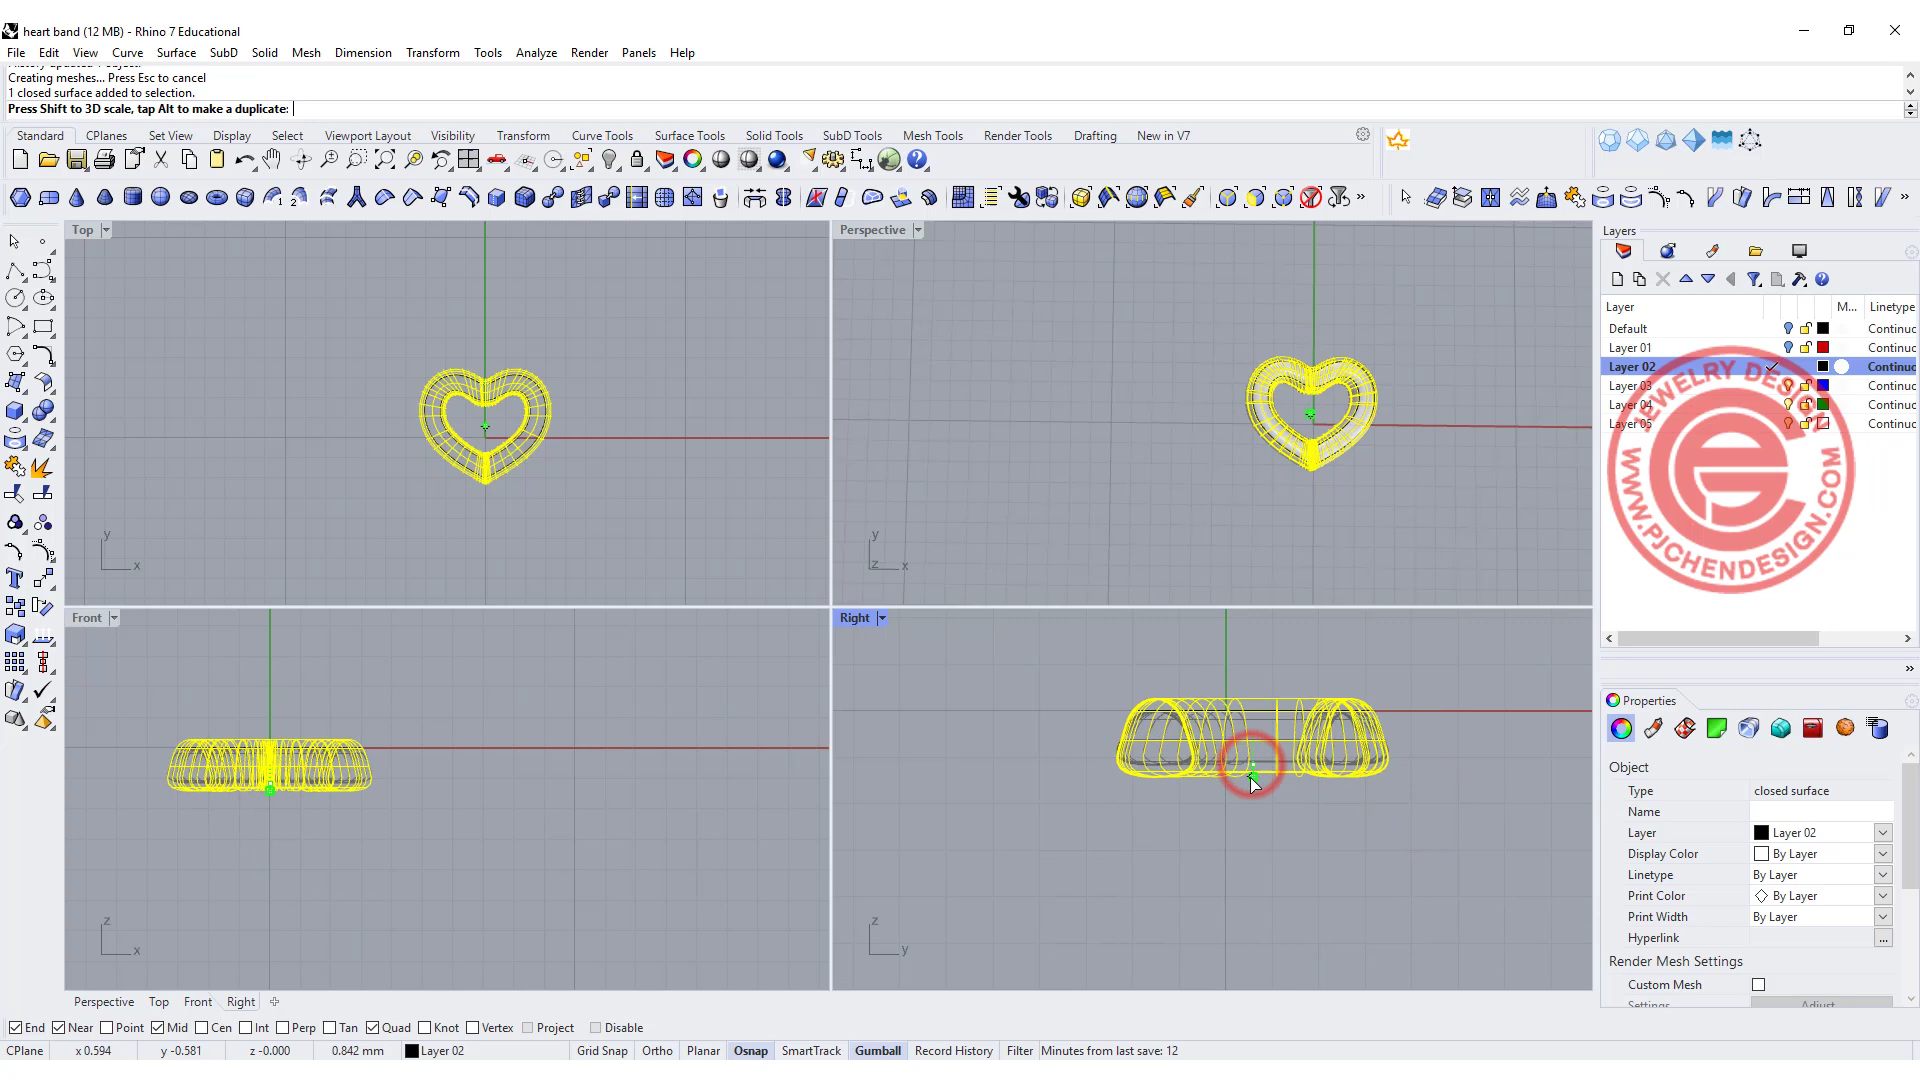 heart band (12 MB) - Rhino 7 Educational
File Edit View Curve Surface SubD Solid Mesh Dimension Transform Tools Analyze Render Panels Help
Creating meshes... Press Esc to cancel
1 closed surface added to selection.
Press Shift to 3D scale, tap Alt to make a duplicate:
Standard CPlanes Set View Display Select Viewport Layout Visibility Transform Curve Tools Surface Tools Solid Tools SubD Tools Mesh Tools Render Tools Drafting New in V7
Top
Perspective
Layers
Layer M... Linetype
Default Continuc
Layer 01 Continuc
Layer 02 Continuc
Layer 03 Continuc
Layer 04 Continuc
Layer 05 Continuc
JEWELRY DESIGN
WWW.PJCHENDESIGN.COM
y
x
y
z x
Front
Right
z
x
z
y
Properties
Object
Type closed surface
Name
Layer Layer 02
Display Color By Layer
Linetype By Layer
Print Color By Layer
Print Width By Layer
Hyperlink ...
Render Mesh Settings
Custom Mesh
Settings Adjust
Perspective Top Front Right
End Near Point Mid Cen Int Perp Tan Quad Knot Vertex Project Disable
CPlane x 0.594 y -0.581 z -0.000 0.842 mm Layer 02 Grid Snap Ortho Planar Osnap SmartTrack Gumball Record History Filter Minutes from last save: 12